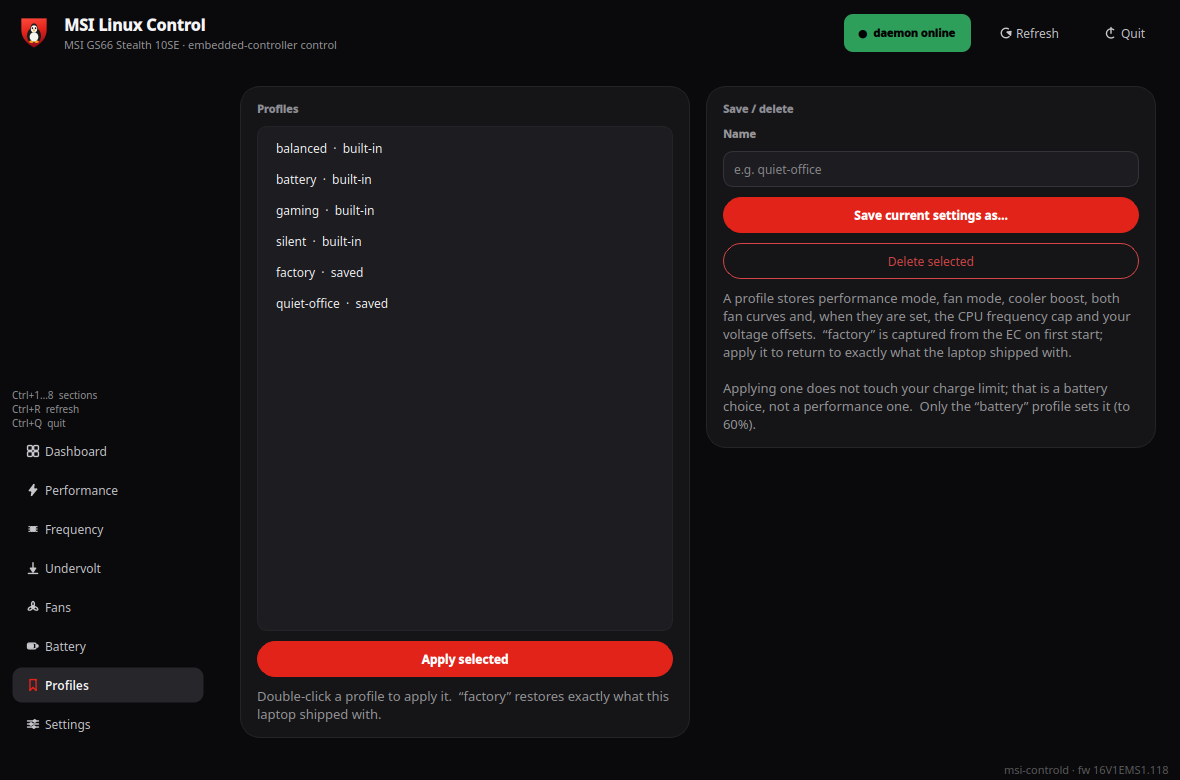 MSI Linux Control
MSI GS66 Stealth 10SE · embedded-controller control
● daemon online
Refresh
Quit
Profiles
balanced · built-in
battery · built-in
gaming · built-in
silent · built-in
factory · saved
quiet-office · saved
Apply selected
Double-click a profile to apply it. “factory” restores exactly what this
laptop shipped with.
Save / delete
Name
e.g. quiet-office
Save current settings as...
Delete selected
A profile stores performance mode, fan mode, cooler boost, both
fan curves and, when they are set, the CPU frequency cap and your
voltage offsets. “factory” is captured from the EC on first start;
apply it to return to exactly what the laptop shipped with.
Applying one does not touch your charge limit; that is a battery
choice, not a performance one. Only the “battery” profile sets it (to
60%).
Ctrl+1…8 sections
Ctrl+R refresh
Ctrl+Q quit
Dashboard
Performance
Frequency
Undervolt
Fans
Battery
Profiles
Settings
msi-controld · fw 16V1EMS1.118